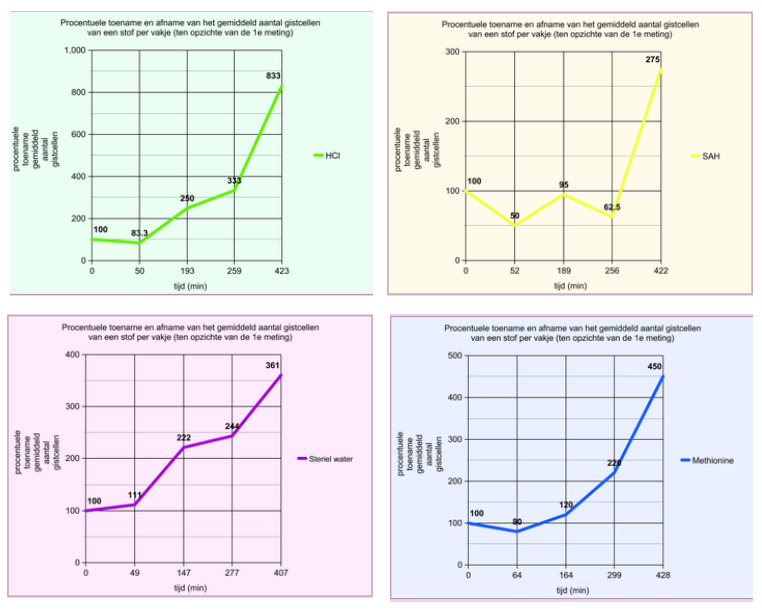 Procentuele toename en afname van het gemiddeld aantal gistcellen
van een stof per vakje (ten opzichte van de 1e meting)
1,000
800
600
400
200
0
procentuele
toename
gemiddeld
aantal
gistcellen
100
83.3
250
333
833
HCl
0 50 193 259 423
tijd (min)
Procentuele toename en afname van het gemiddeld aantal gistcellen
van een stof per vakje (ten opzichte van de 1e meting)
300
200
100
0
procentuele
toename
gemiddeld
aantal
gistcellen
100
50
95
62.5
275
SAH
0 52 189 256 422
tijd (min)
Procentuele toename en afname van het gemiddeld aantal gistcellen
van een stof per vakje (ten opzichte van de 1e meting)
400
300
200
100
0
procentuele
toename
gemiddeld
aantal
gistcellen
100
111
222
244
361
Steriel water
0 49 147 277 407
tijd (min)
Procentuele toename en afname van het gemiddeld aantal gistcellen
van een stof per vakje (ten opzichte van de 1e meting)
500
400
300
200
100
0
procentuele
toename
gemiddeld
aantal
gistcellen
100
80
120
220
450
Methionine
0 64 164 299 428
tijd (min)